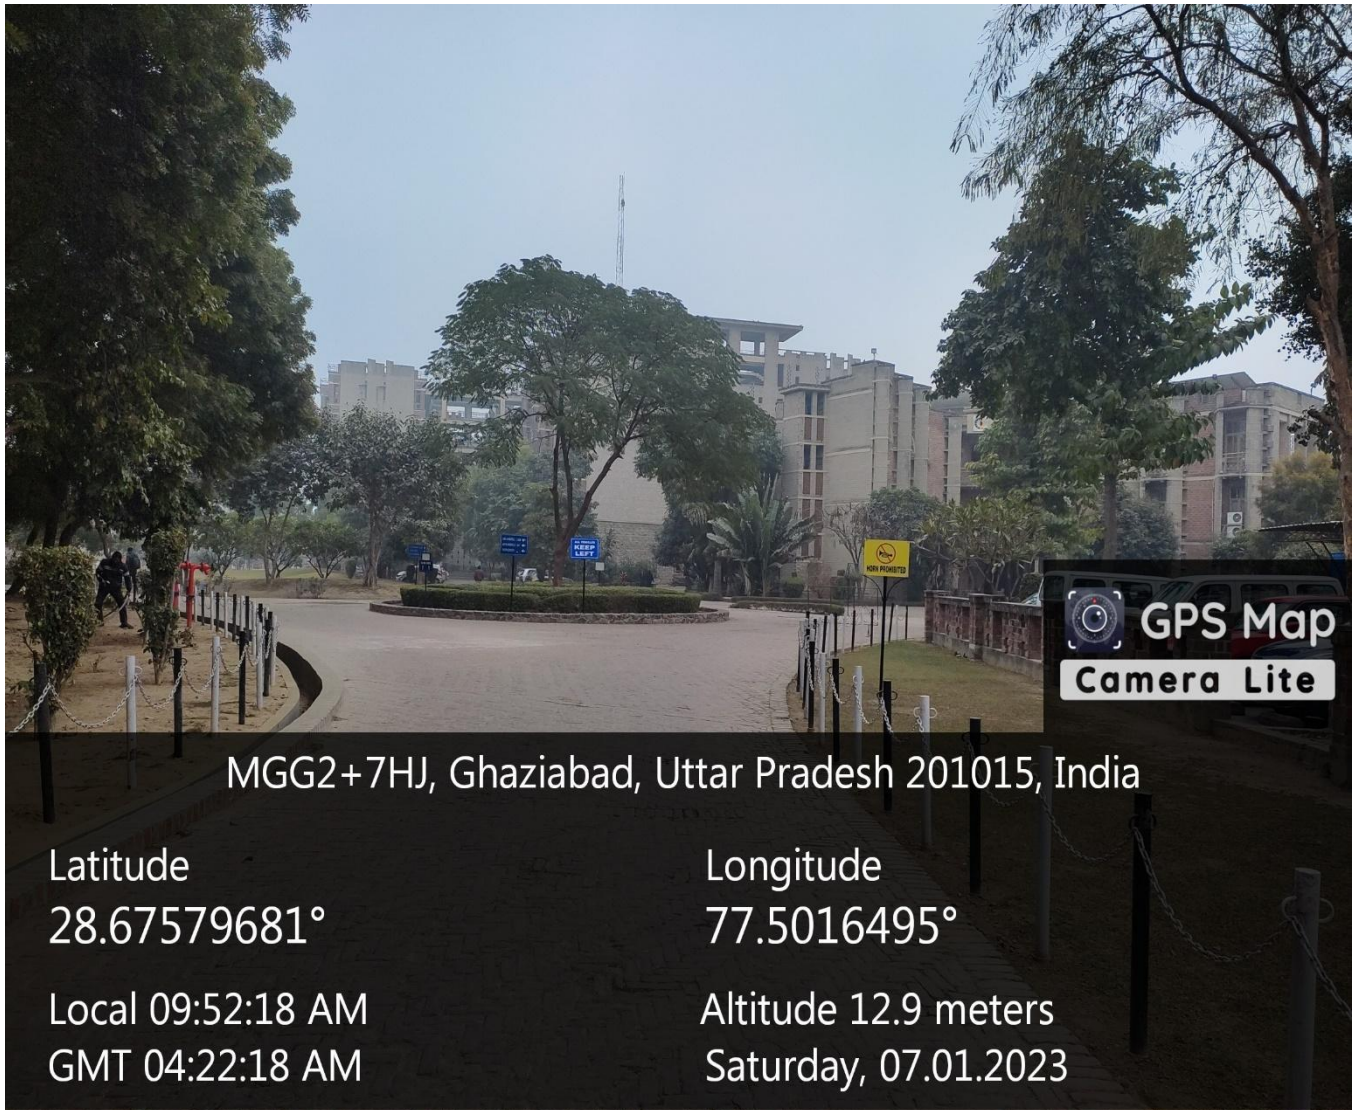 KEEP
LEFT
HORN PROHIBITED
GPS Map
Camera Lite
MGG2+7HJ, Ghaziabad, Uttar Pradesh 201015, India
Latitude
28.67579681°
Longitude
77.5016495°
Local 09:52:18 AM
GMT 04:22:18 AM
Altitude 12.9 meters
Saturday, 07.01.2023